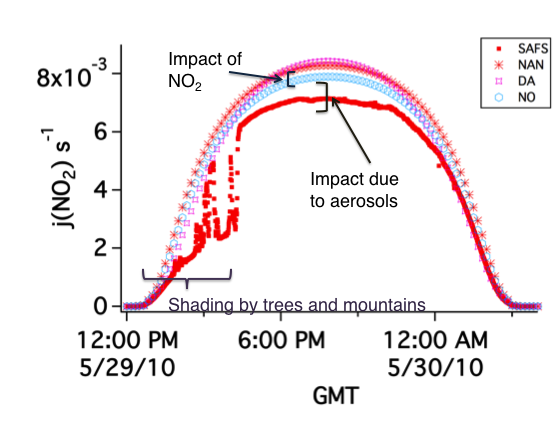 Impact of
NO₂
SAFS
NAN
DA
NO
8x10⁻³
6
4
2
0
j(NO₂) s⁻¹
Impact due
to aerosols
Shading by trees and mountains
12:00 PM
5/29/10
6:00 PM
12:00 AM
5/30/10
GMT